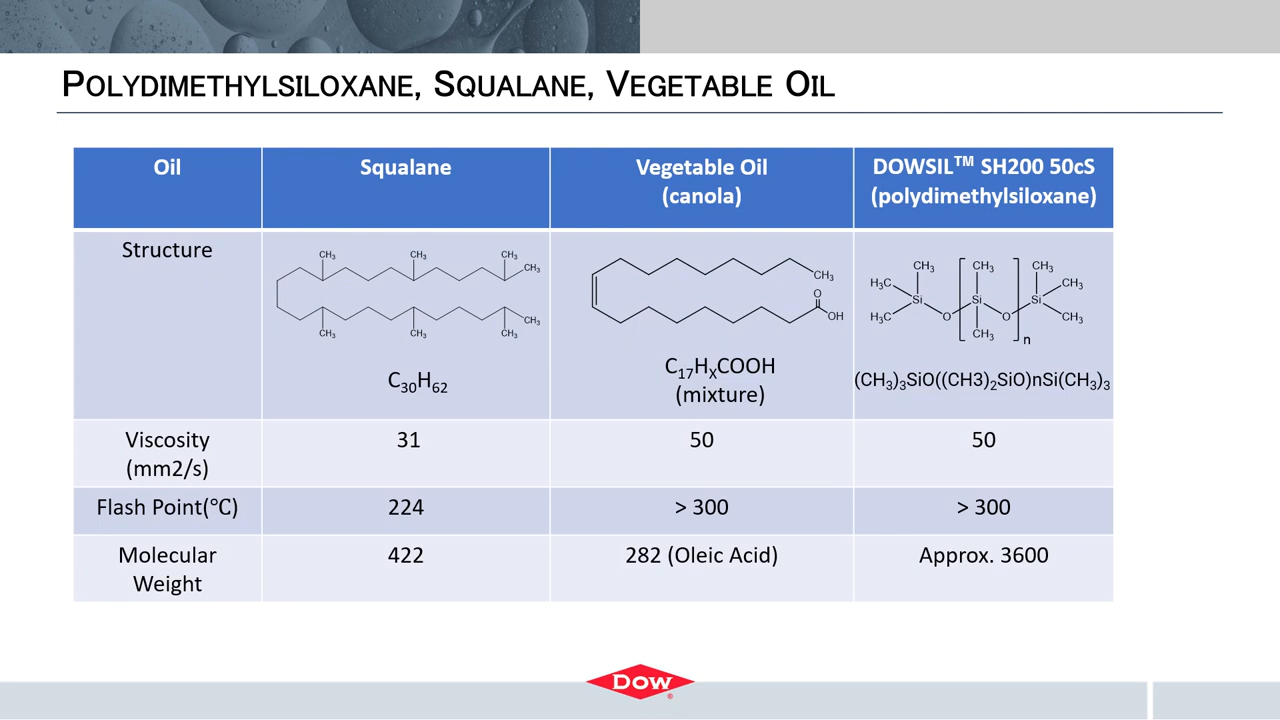 POLYDIMETHYLSILOXANE, SQUALANE, VEGETABLE OIL
Oil
Squalane
Vegetable Oil
(canola)
DOWSIL™ SH200 50cS
(polydimethylsiloxane)
Structure
CH₃ CH₃ CH₃
CH₃
CH₃
CH₃ CH₃ CH₃
C₃₀H₆₂
CH₃
O
OH
C₁₇HₓCOOH
(mixture)
CH₃ CH₃ CH₃
H₃C CH₃
Si Si Si
H₃C O O CH₃
CH₃ n
(CH₃)₃SiO((CH3)₂SiO)nSi(CH₃)₃
Viscosity
(mm2/s)
31
50
50
Flash Point(℃)
224
> 300
> 300
Molecular
Weight
422
282 (Oleic Acid)
Approx. 3600
Dow®